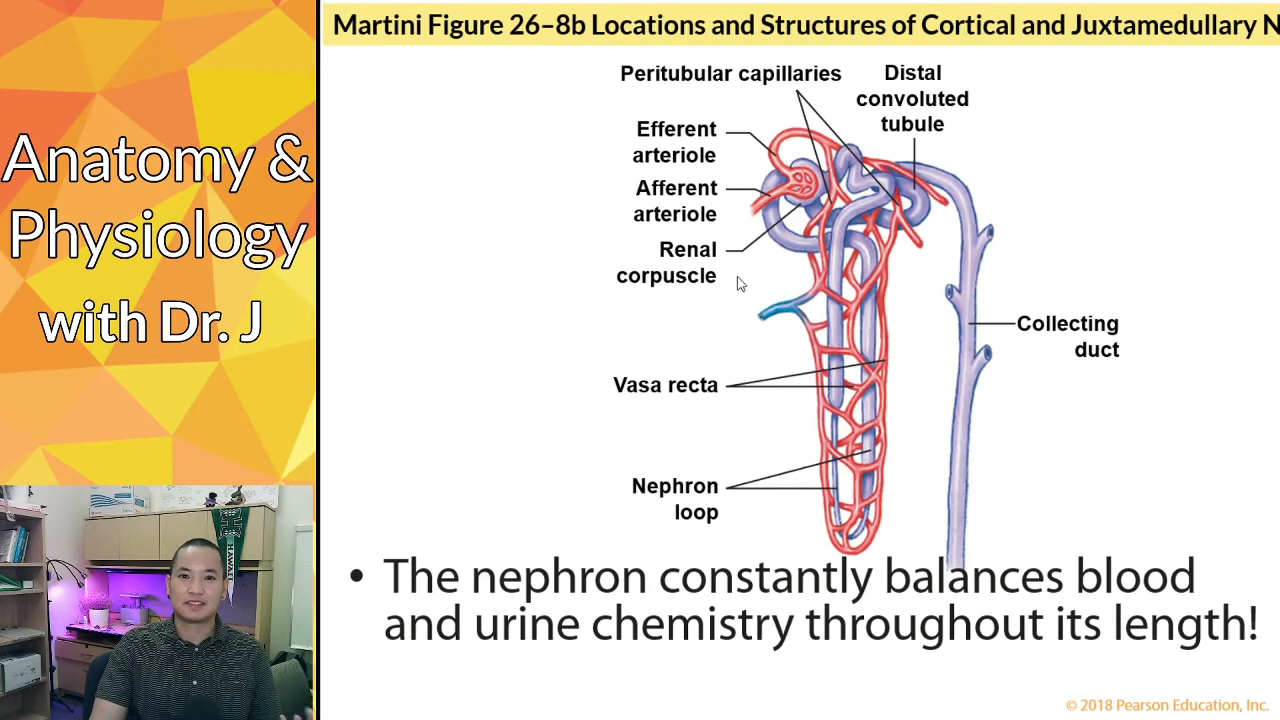 Anatomy &
Physiology
with Dr. J
Martini Figure 26–8b Locations and Structures of Cortical and Juxtamedullary N
Peritubular capillaries
Distal
convoluted
tubule
Efferent
arteriole
Afferent
arteriole
Renal
corpuscle
Collecting
duct
Vasa recta
Nephron
loop
• The nephron constantly balances blood
and urine chemistry throughout its length!
HAWAII
© 2018 Pearson Education, Inc.